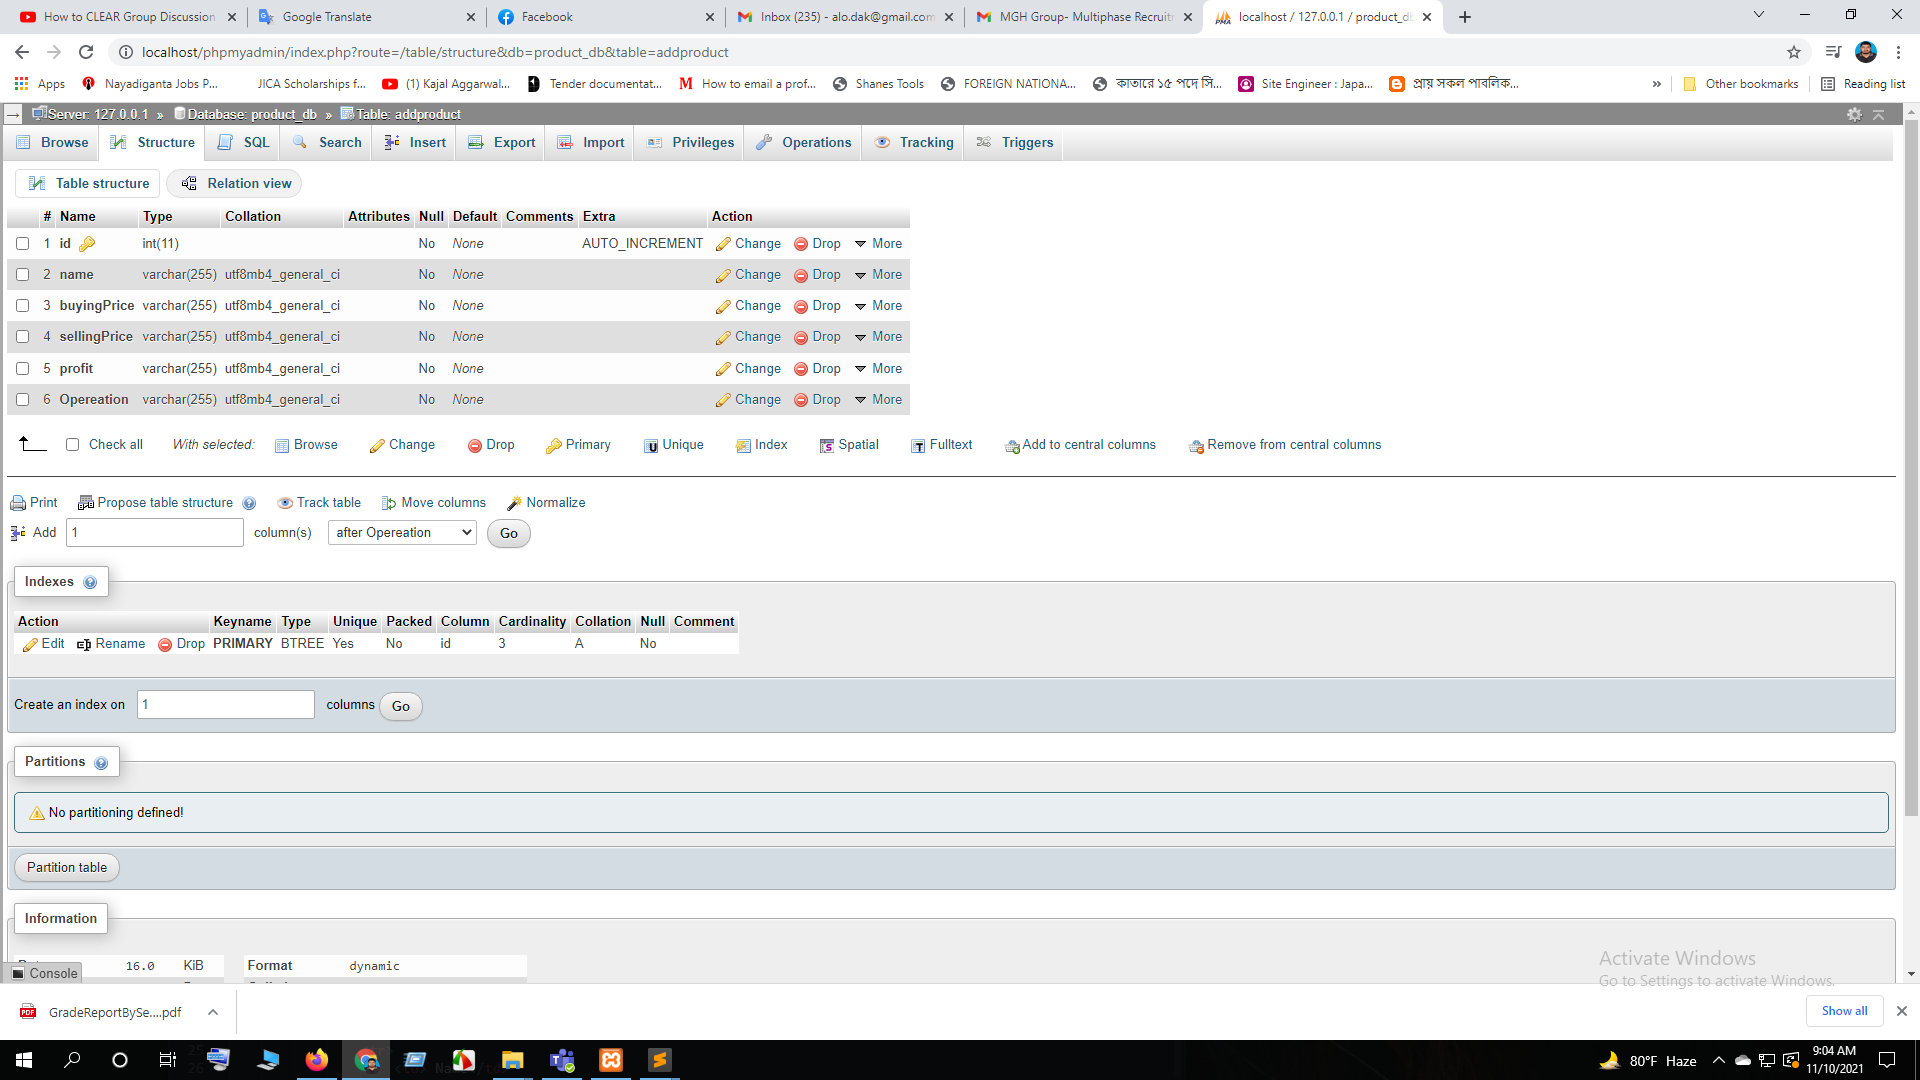 How to CLEAR Group Discussion
Google Translate
Facebook
Inbox (235) - alo.dak@gmail.com
MGH Group- Multiphase Recruit
localhost / 127.0.0.1 / product_d
localhost/phpmyadmin/index.php?route=/table/structure&db=product_db&table=addproduct
Apps
Nayadiganta Jobs P...
JICA Scholarships f...
(1) Kajal Aggarwal...
Tender documentat...
How to email a prof...
Shanes Tools
FOREIGN NATIONA...
কাতারে ১৫ পদে সি...
Site Engineer : Japa...
প্রায় সকল পাবলিক...
»
Other bookmarks
Reading list
Server: 127.0.0.1 » Database: product_db » Table: addproduct
Browse Structure SQL Search Insert Export Import Privileges Operations Tracking Triggers
Table structure Relation view
# Name Type Collation Attributes Null Default Comments Extra Action
1 id int(11) No None AUTO_INCREMENT Change Drop More
2 name varchar(255) utf8mb4_general_ci No None Change Drop More
3 buyingPrice varchar(255) utf8mb4_general_ci No None Change Drop More
4 sellingPrice varchar(255) utf8mb4_general_ci No None Change Drop More
5 profit varchar(255) utf8mb4_general_ci No None Change Drop More
6 Opereation varchar(255) utf8mb4_general_ci No None Change Drop More
Check all With selected: Browse Change Drop Primary Unique Index Spatial Fulltext Add to central columns Remove from central columns
Print Propose table structure Track table Move columns Normalize
Add 1 column(s) after Opereation Go
Indexes
Action Keyname Type Unique Packed Column Cardinality Collation Null Comment
Edit Rename Drop PRIMARY BTREE Yes No id 3 A No
Create an index on 1 columns Go
Partitions
No partitioning defined!
Partition table
Information
16.0 KiB Format dynamic
Console
Activate Windows
Go to Settings to activate Windows.
GradeReportBySe....pdf
Show all
80°F Haze
9:04 AM
11/10/2021